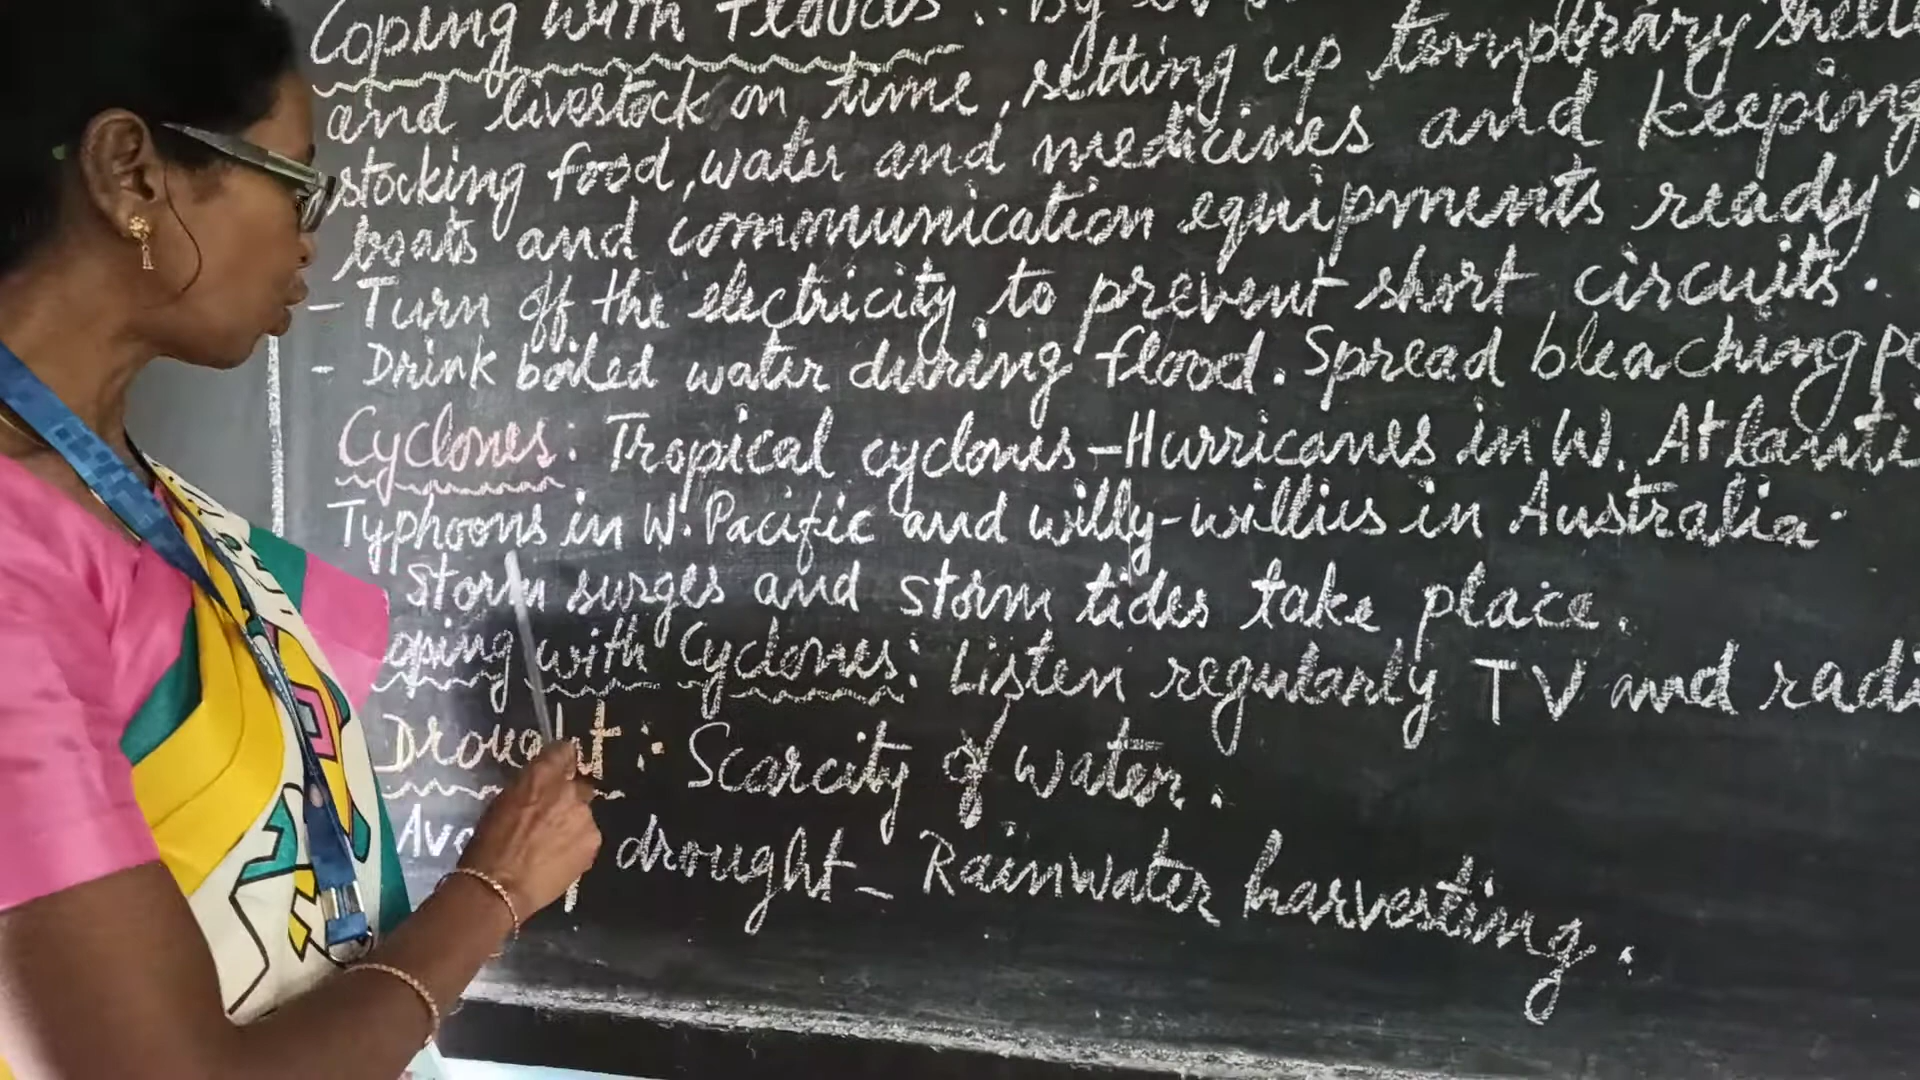 Coping with Floods :- By
and livestock on time, setting up temporary
stocking food, water and medicines and keeping
boats and communication equipments ready.
- Turn off the electricity to prevent short circuits.
- Drink boiled water during flood. Spread bleaching
Cyclones: Tropical cyclones - Hurricanes in W. Atlanti
Typhoons in W. Pacific and willy-willies in Australia.
Storm surges and storm tides take place.
oping with Cyclones: Listen regularly TV and radi
Drought :- Scarcity of water.
drought - Rainwater harvesting.